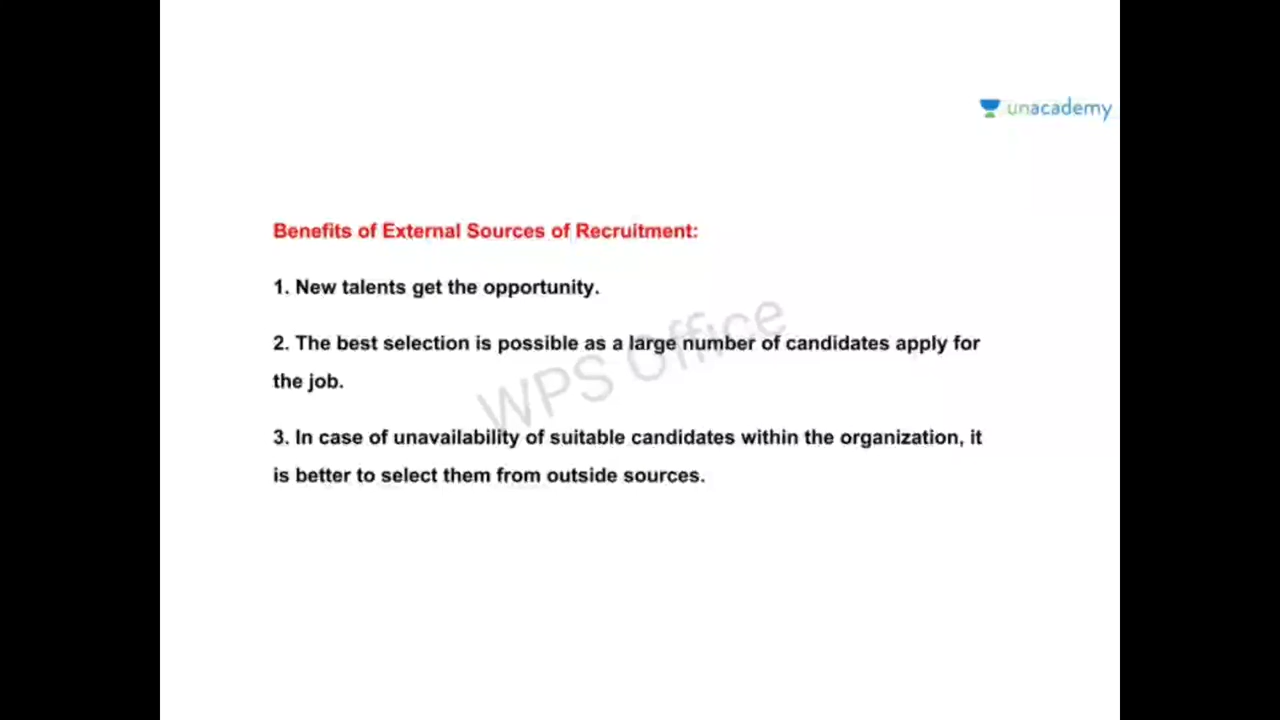 unacademy
Benefits of External Sources of Recruitment:
1. New talents get the opportunity.
2. The best selection is possible as a large number of candidates apply for
the job.
WPS Office
3. In case of unavailability of suitable candidates within the organization, it
is better to select them from outside sources.